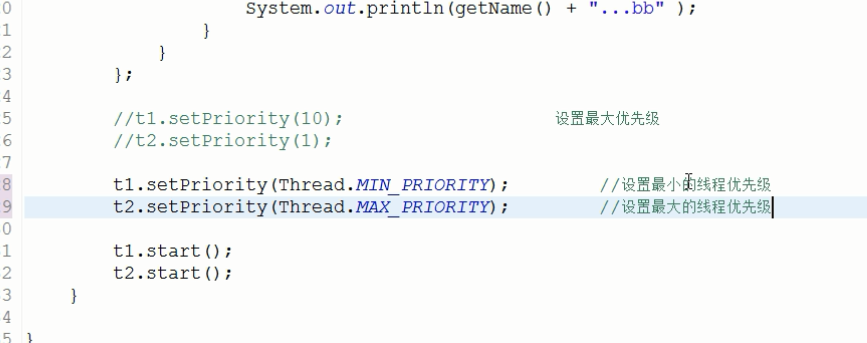 0 System.out.println(getName() + "...bb" );
1 }
2 }
3 };
4
5 //t1.setPriority(10); 设置最大优先级
6 //t2.setPriority(1);
7
8 t1.setPriority(Thread.MIN_PRIORITY); //设置最小的线程优先级
9 t2.setPriority(Thread.MAX_PRIORITY); //设置最大的线程优先级
0
1 t1.start();
2 t2.start();
3 }
4
5 }